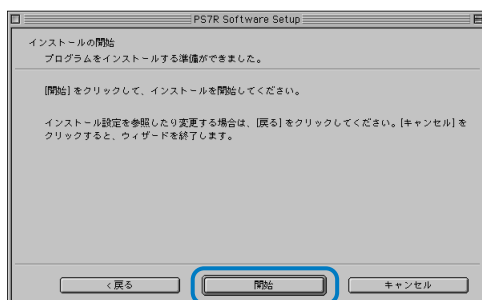 PS7R Software Setup
インストールの開始
プログラムをインストールする準備ができました。
[開始]をクリックして、インストールを開始してください。
インストール設定を参照したり変更する場合は、[戻る]をクリックしてください。[キャンセル]を
クリックすると、ウィザードを終了します。
<戻る 開始 キャンセル